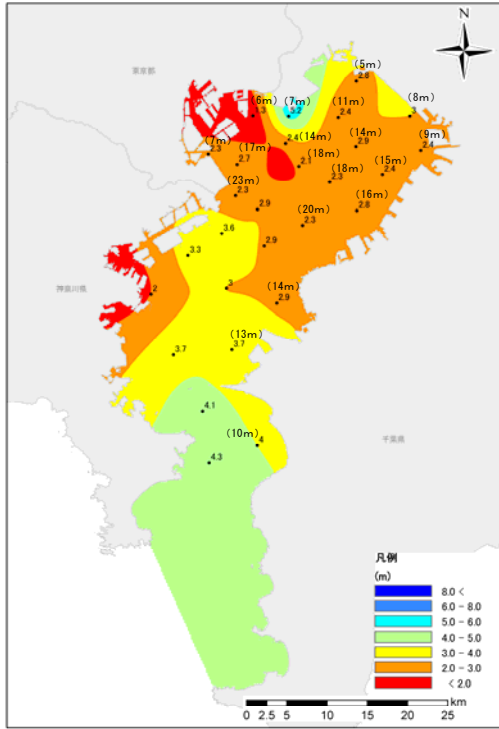 N
東京都
(5m)
2.8
(6m)
(7m)
(11m)
(8m)
1.3
5.2
2.4
3
(7m)
(14m)
(14m)
(9m)
2.3
2.4
2.9
2.4
(17m)
(18m)
(15m)
2.7
2.1
(18m)
2.4
2.3
(23m)
(16m)
2.3
2.9
(20m)
2.8
2.3
3.6
2.9
3.3
神奈川県
3
(14m)
2
2.9
(13m)
3.7
3.7
4.1
(10m)
4
千葉県
4.3
凡例
(m)
8.0 <
6.0 - 8.0
5.0 - 6.0
4.0 - 5.0
3.0 - 4.0
2.0 - 3.0
< 2.0
km
0 2.5 5 10 15 20 25